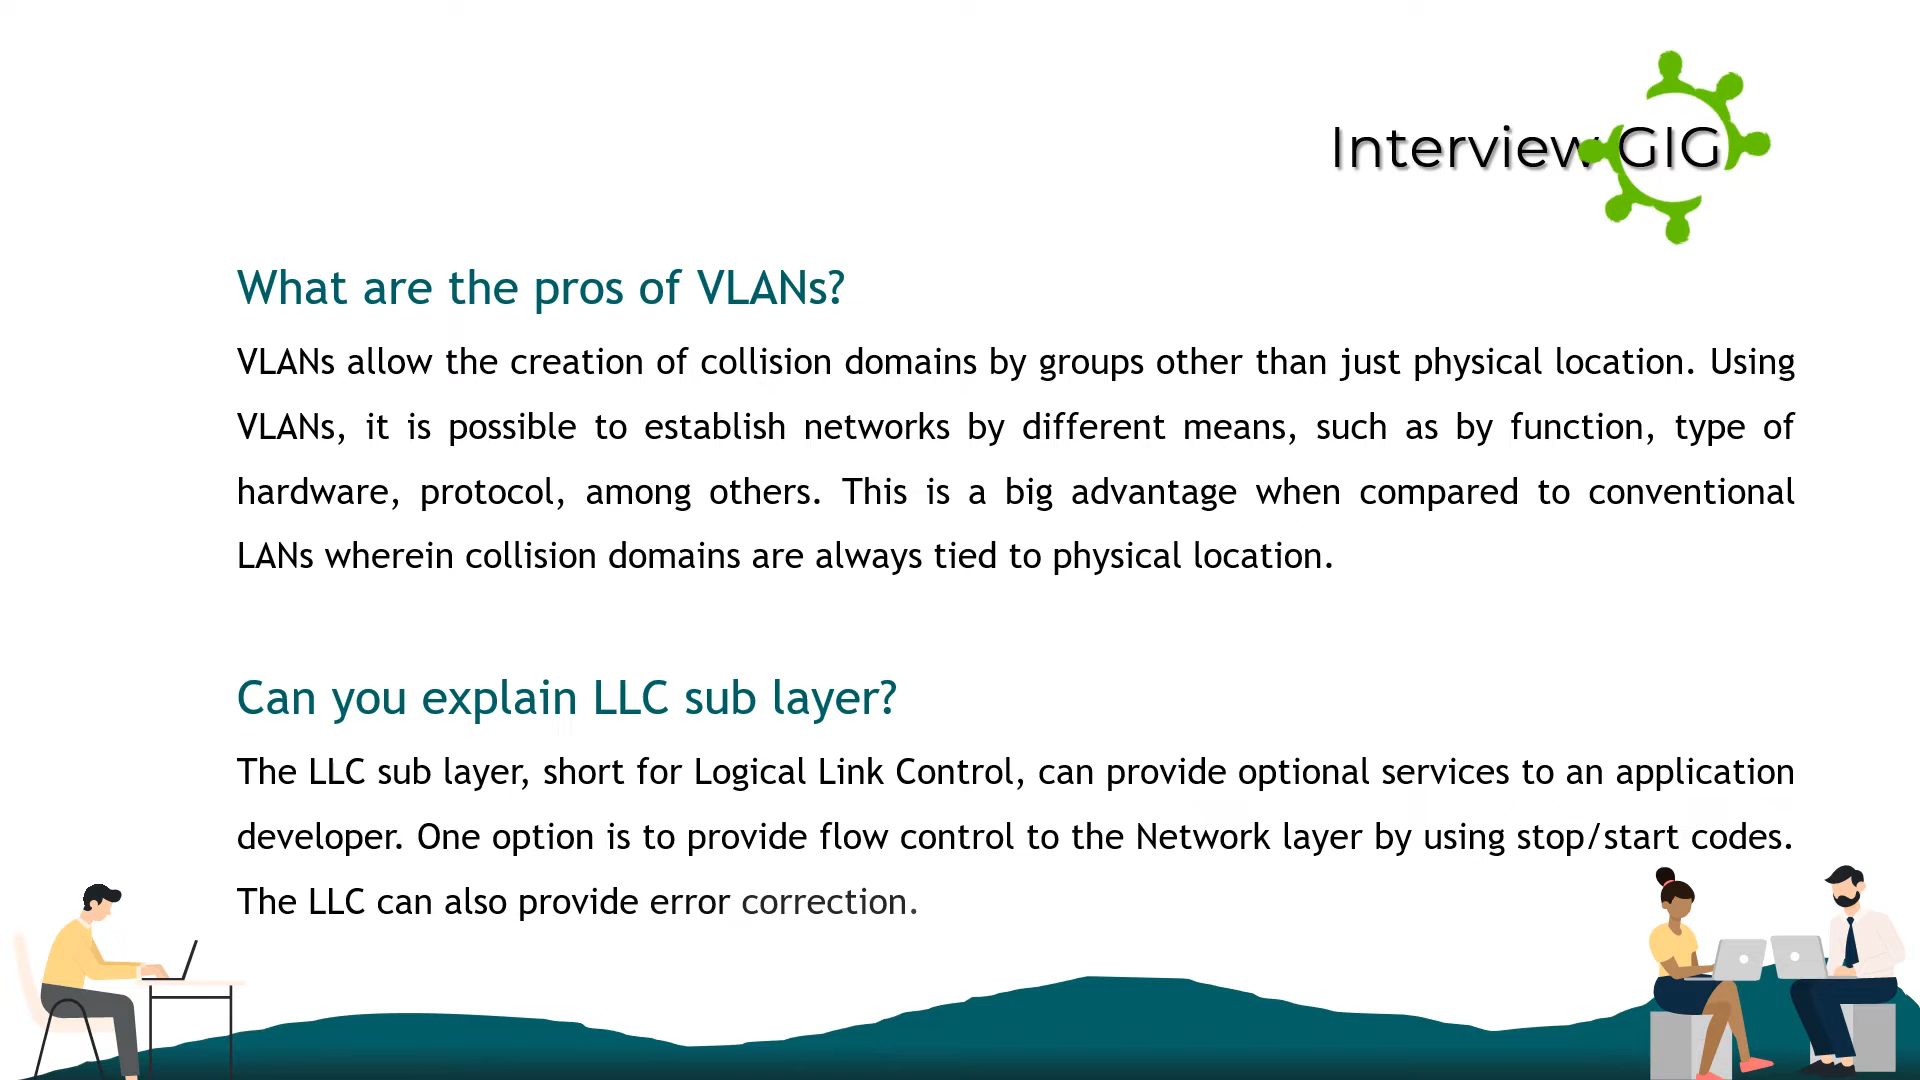 Interview GIG
What are the pros of VLANs?
VLANs allow the creation of collision domains by groups other than just physical location. Using
VLANs, it is possible to establish networks by different means, such as by function, type of
hardware, protocol, among others. This is a big advantage when compared to conventional
LANs wherein collision domains are always tied to physical location.
Can you explain LLC sub layer?
The LLC sub layer, short for Logical Link Control, can provide optional services to an application
developer. One option is to provide flow control to the Network layer by using stop/start codes.
The LLC can also provide error correction.